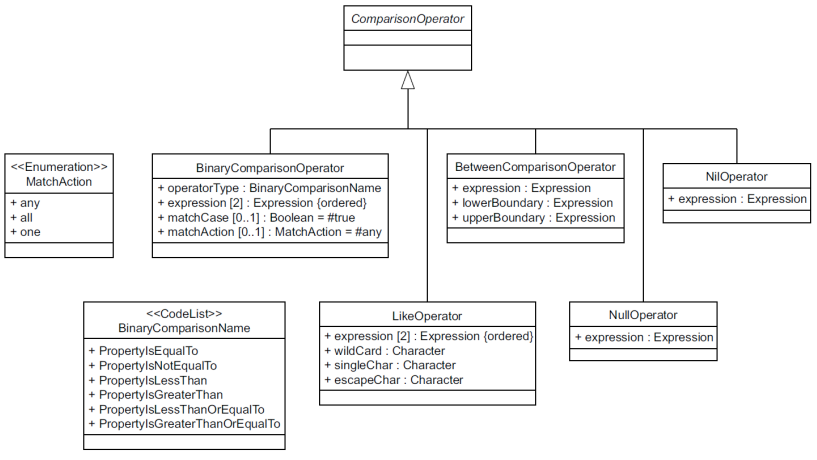 ComparisonOperator
<<Enumeration>>
MatchAction
+ any
+ all
+ one
BinaryComparisonOperator
+ operatorType : BinaryComparisonName
+ expression [2] : Expression {ordered}
+ matchCase [0..1] : Boolean = #true
+ matchAction [0..1] : MatchAction = #any
BetweenComparisonOperator
+ expression : Expression
+ lowerBoundary : Expression
+ upperBoundary : Expression
NilOperator
+ expression : Expression
<<CodeList>>
BinaryComparisonName
+ PropertyIsEqualTo
+ PropertyIsNotEqualTo
+ PropertyIsLessThan
+ PropertyIsGreaterThan
+ PropertyIsLessThanOrEqualTo
+ PropertyIsGreaterThanOrEqualTo
LikeOperator
+ expression [2] : Expression {ordered}
+ wildCard : Character
+ singleChar : Character
+ escapeChar : Character
NullOperator
+ expression : Expression